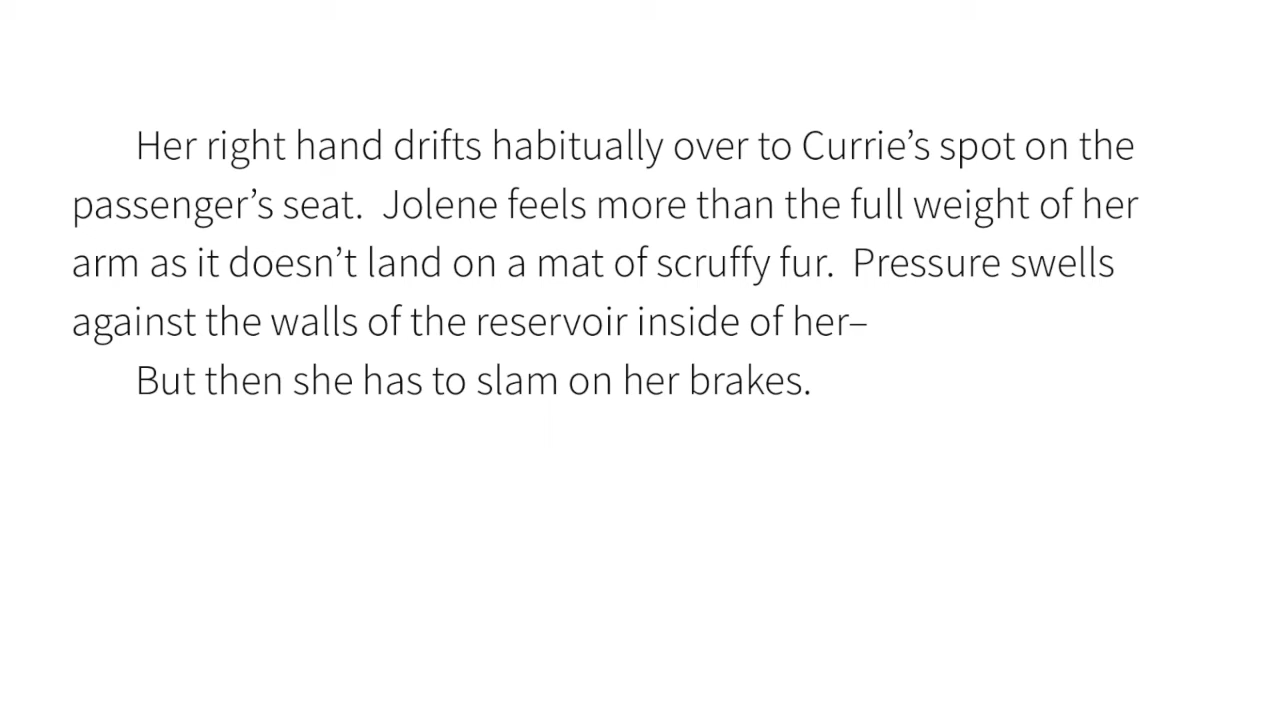 Her right hand drifts habitually over to Currie’s spot on the
passenger’s seat.  Jolene feels more than the full weight of her
arm as it doesn’t land on a mat of scruffy fur.  Pressure swells
against the walls of the reservoir inside of her–
But then she has to slam on her brakes.